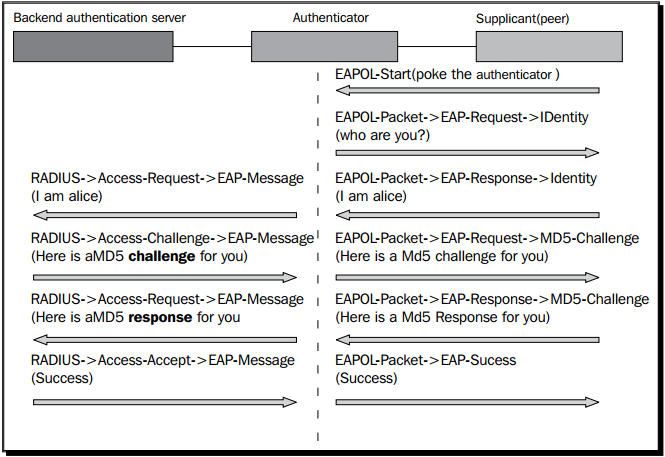 Backend authentication server
Authenticator
Supplicant(peer)
EAPOL-Start(poke the authenticator )
EAPOL-Packet->EAP-Request->IDentity
(who are you?)
RADIUS->Access-Request->EAP-Message
(I am alice)
EAPOL-Packet->EAP-Response->Identity
(I am alice)
RADIUS->Access-Challenge->EAP-Message
(Here is aMD5 challenge for you)
EAPOL-Packet->EAP-Request->MD5-Challenge
(Here is a Md5 challenge for you)
RADIUS->Access-Request->EAP-Message
(Here is aMD5 response for you
EAPOL-Packet->EAP-Response->MD5-Challenge
(Here is a Md5 Response for you)
RADIUS->Access-Accept->EAP-Message
(Success)
EAPOL-Packet->EAP-Sucess
(Success)